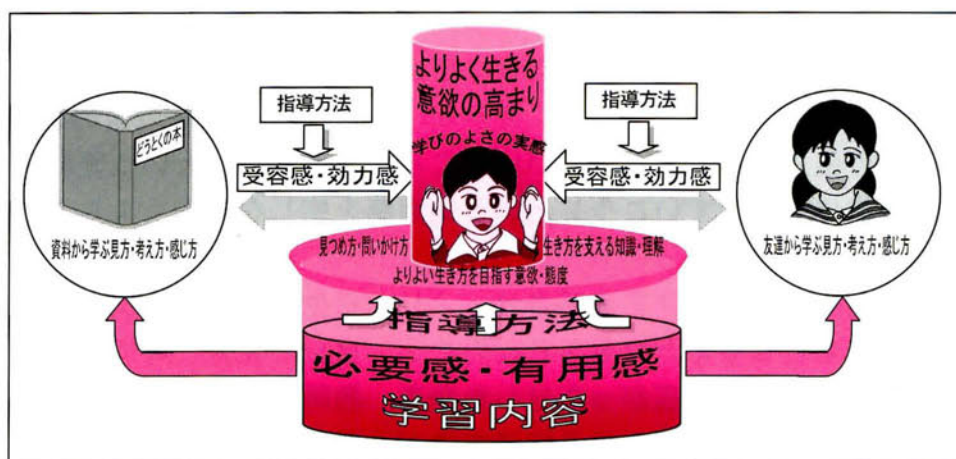 よりよく生きる
意欲の高まり
学びのよさの実感
指導方法
指導方法
どうとくの本
受容感・効力感
受容感・効力感
資料から学ぶ見方・考え方・感じ方
見つめ方・問いかけ方
生き方を支える知識・理解
よりよい生き方を目指す意欲・態度
友達から学ぶ見方・考え方・感じ方
指導方法
必要感・有用感
学習内容